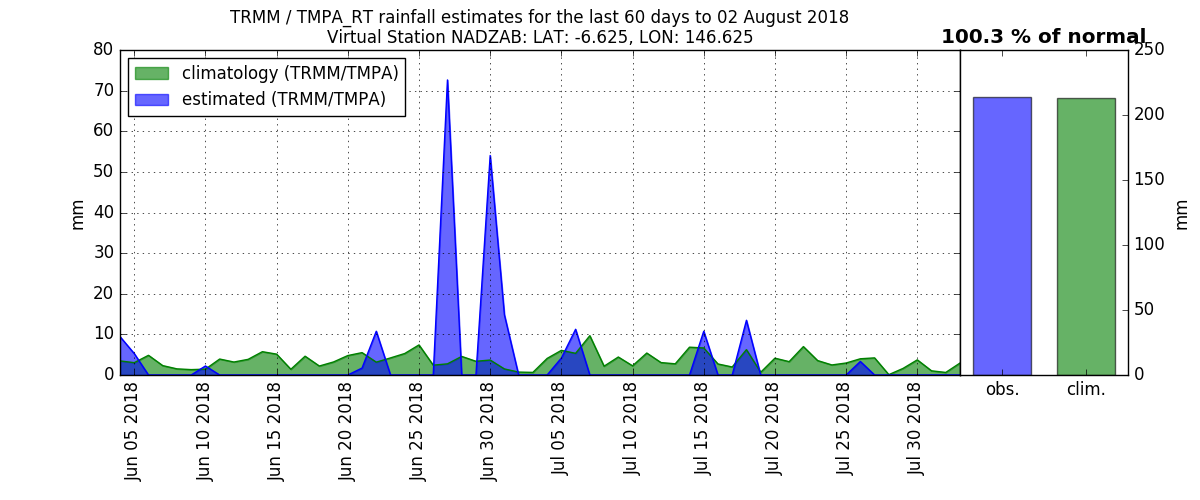 TRMM / TMPA_RT rainfall estimates for the last 60 days to 02 August 2018
Virtual Station NADZAB: LAT: -6.625, LON: 146.625
100.3 % of normal
climatology (TRMM/TMPA)
estimated (TRMM/TMPA)
mm
80
70
60
50
40
30
20
10
0
Jun 05 2018
Jun 10 2018
Jun 15 2018
Jun 20 2018
Jun 25 2018
Jun 30 2018
Jul 05 2018
Jul 10 2018
Jul 15 2018
Jul 20 2018
Jul 25 2018
Jul 30 2018
250
200
150
100
50
0
mm
obs.
clim.